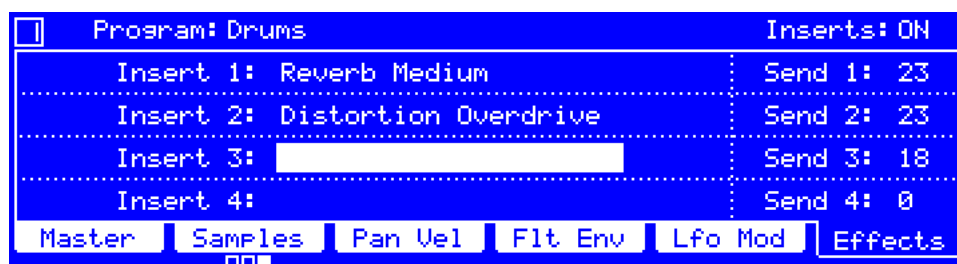 Program: Drums Inserts: ON
Insert 1: Reverb Medium Send 1: 23
Insert 2: Distortion Overdrive Send 2: 23
Insert 3: Send 3: 18
Insert 4: Send 4: 0
Master Samples Pan Vel Flt Env Lfo Mod Effects